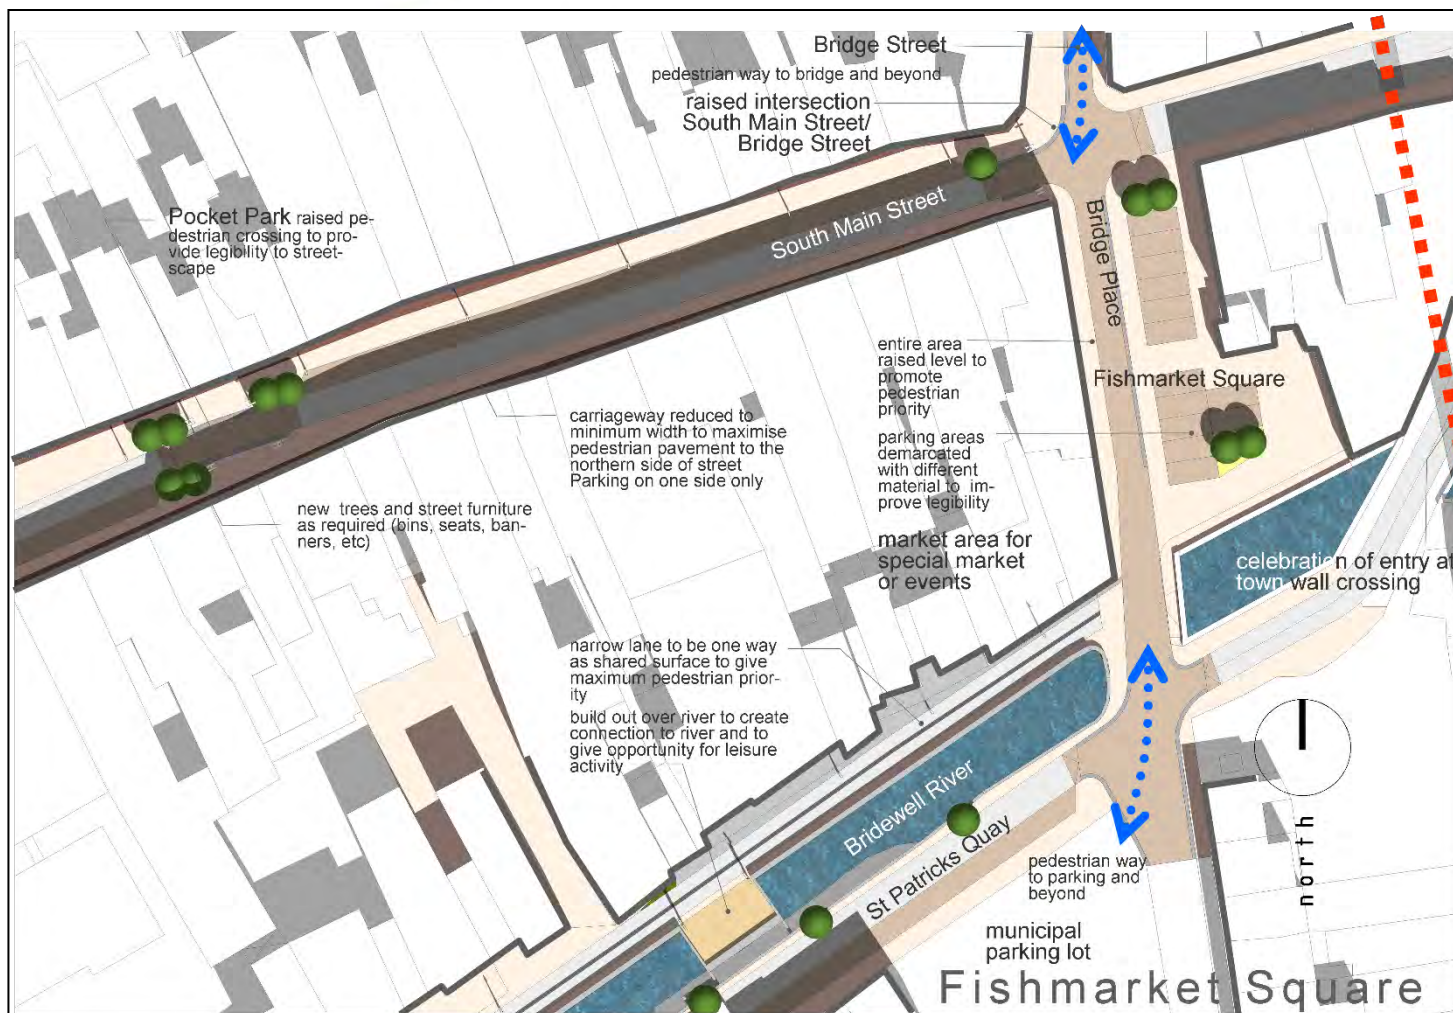 Bridge Street
pedestrian way to bridge and beyond
raised intersection
South Main Street/
Bridge Street
Pocket Park raised pe-
destrian crossing to pro-
vide legibility to street-
scape
South Main Street
Bridge Place
entire area
raised level to
promote
pedestrian
priority
Fishmarket Square
parking areas
demarcated
with different
material to im-
prove legibility
carriageway reduced to
minimum width to maximise
pedestrian pavement to the
northern side of street
Parking on one side only
new trees and street furniture
as required (bins, seats, ban-
ners, etc)
market area for
special market
or events
celebration of entry at
town wall crossing
narrow lane to be one way
as shared surface to give
maximum pedestrian prior-
ity
build out over river to create
connection to river and to
give opportunity for leisure
activity
Bridewell River
St Patricks Quay
pedestrian way
to parking and
beyond
municipal
parking lot
north
Fishmarket Square